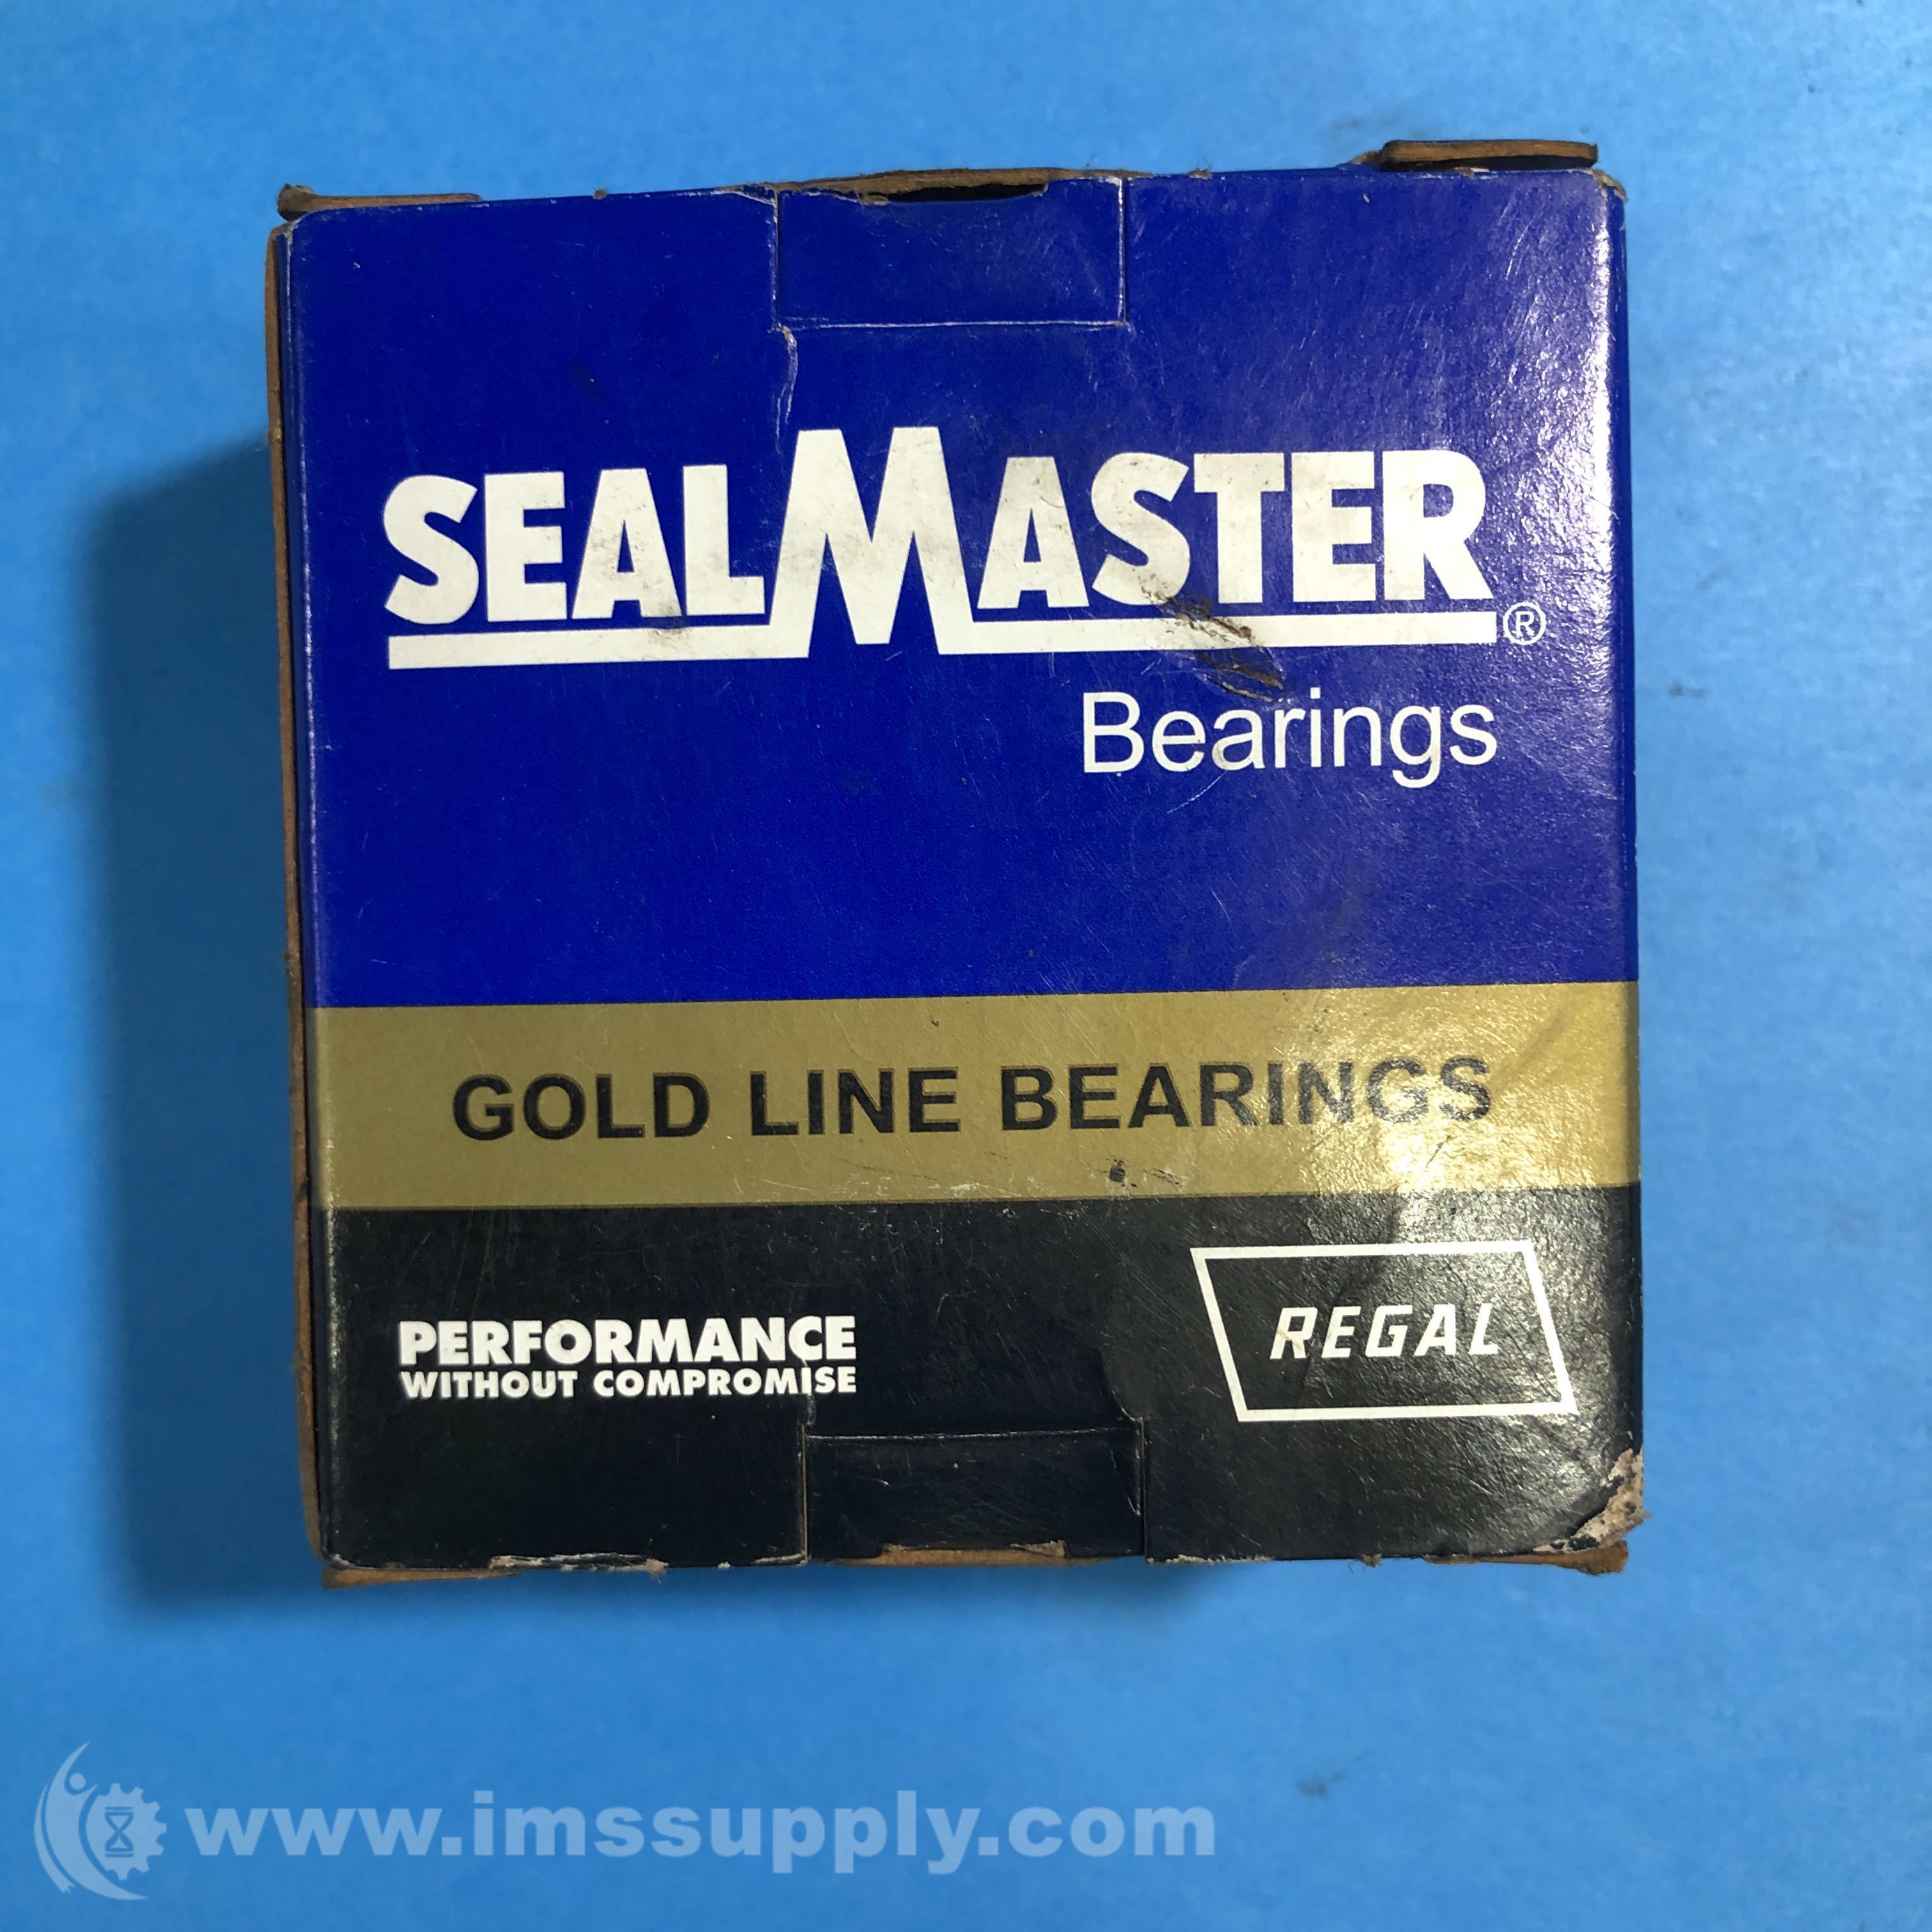 SEALMASTER®
Bearings
GOLD LINE BEARINGS
PERFORMANCE
WITHOUT COMPROMISE
REGAL
www.imssupply.com